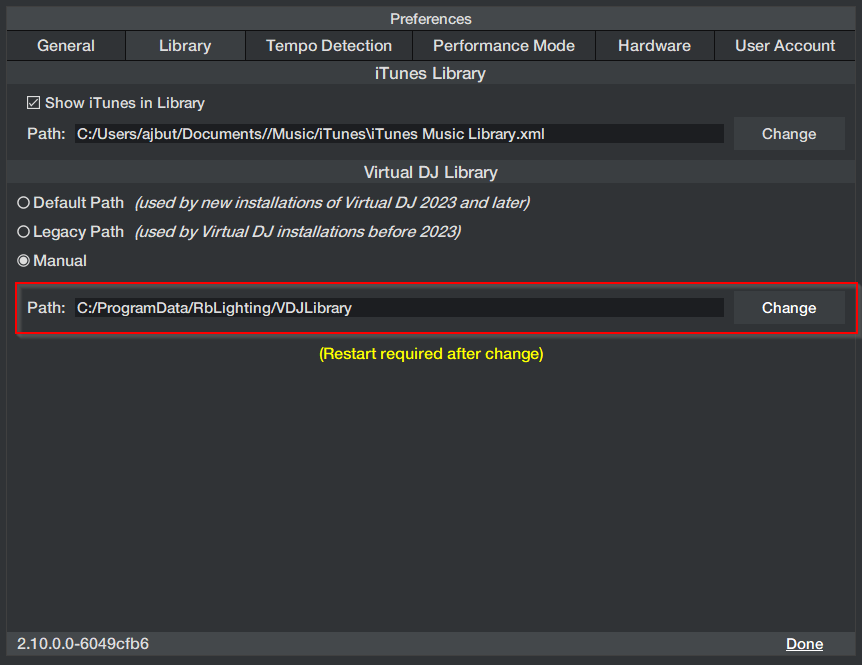 Preferences
General Library Tempo Detection Performance Mode Hardware User Account
iTunes Library
Show iTunes in Library
Path: C:/Users/ajbut/Documents//Music/iTunes\iTunes Music Library.xml Change
Virtual DJ Library
Default Path (used by new installations of Virtual DJ 2023 and later)
Legacy Path (used by Virtual DJ installations before 2023)
Manual
Path: C:/ProgramData/RbLighting/VDJLibrary Change
(Restart required after change)
2.10.0.0-6049cfb6 Done